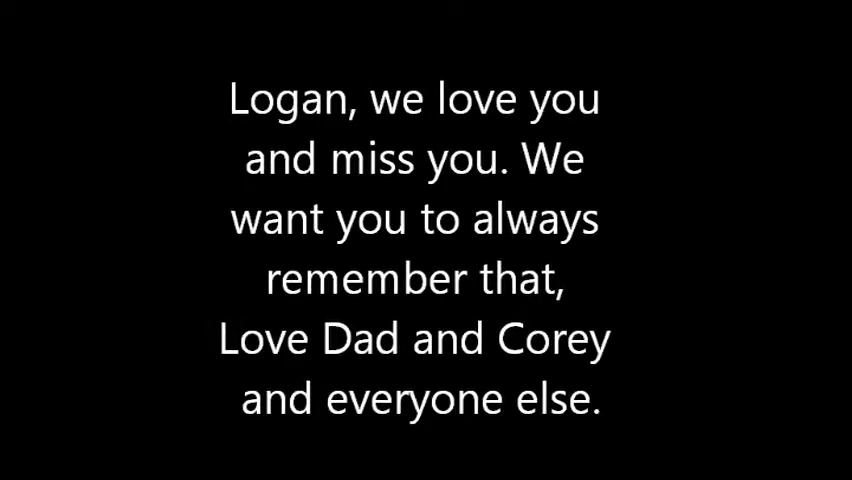 Logan, we love you
and miss you. We
want you to always
remember that,
Love Dad and Corey
and everyone else.